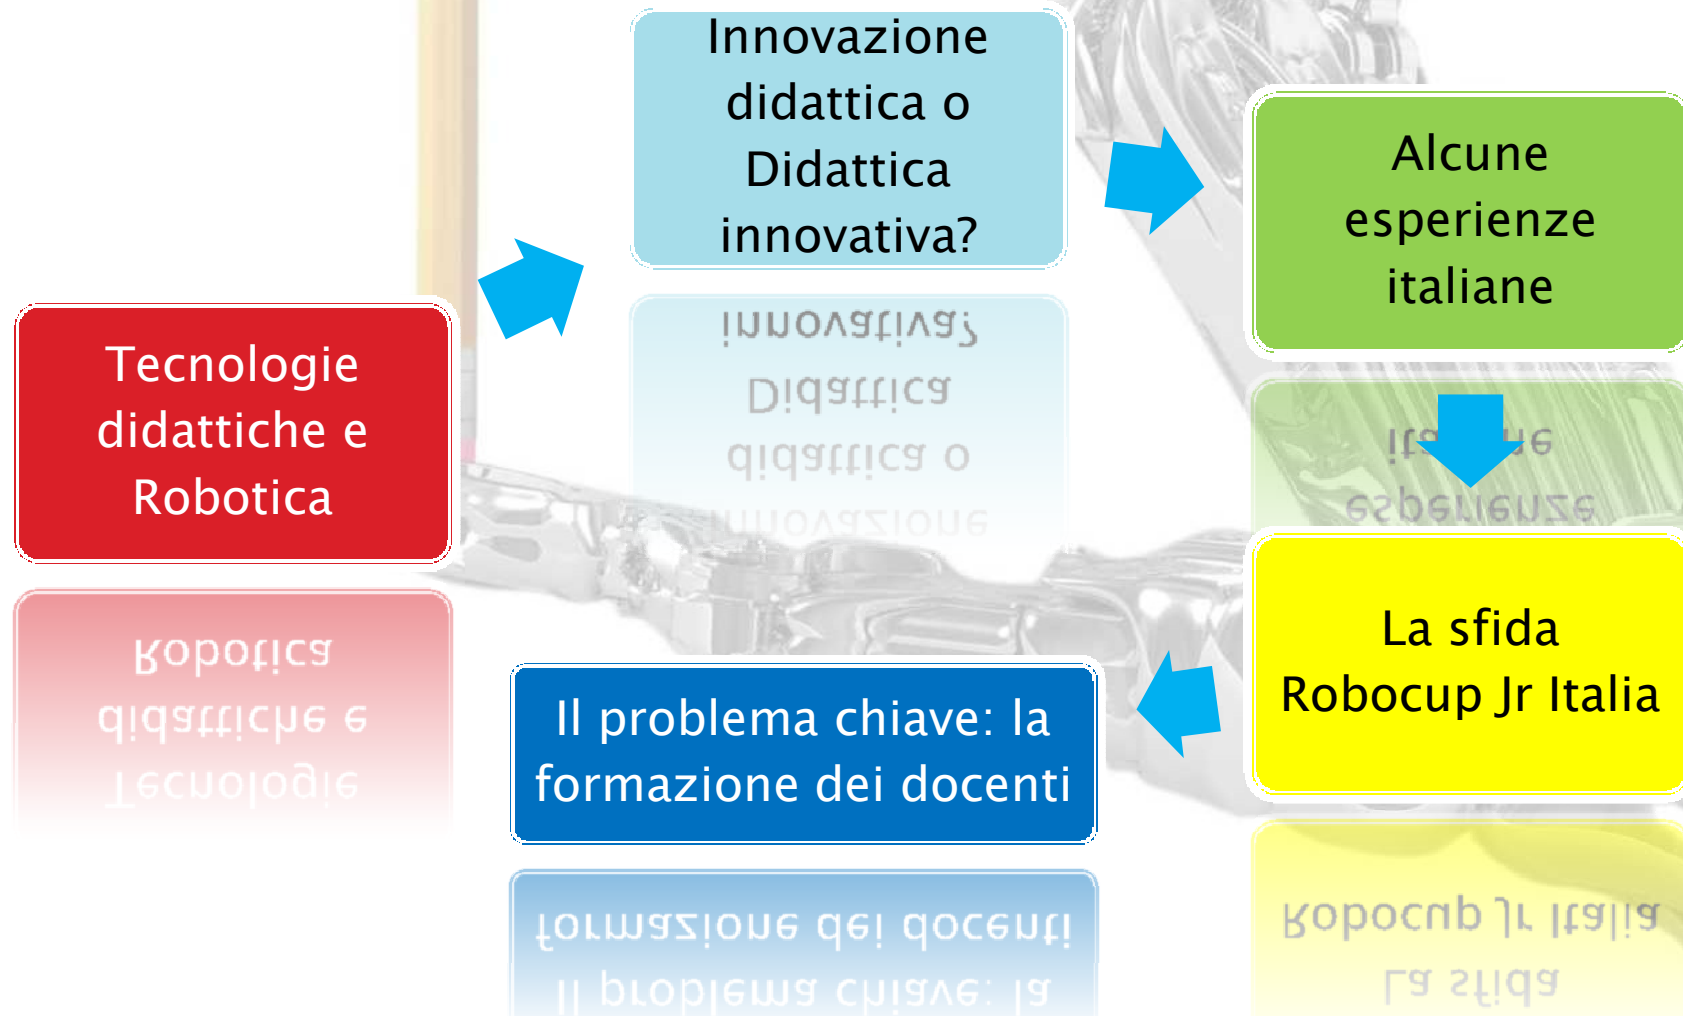 Tecnologie
didattiche e
Robotica
Innovazione
didattica o
Didattica
innovativa?
Alcune
esperienze
italiane
La sfida
Robocup Jr Italia
Il problema chiave: la
formazione dei docenti